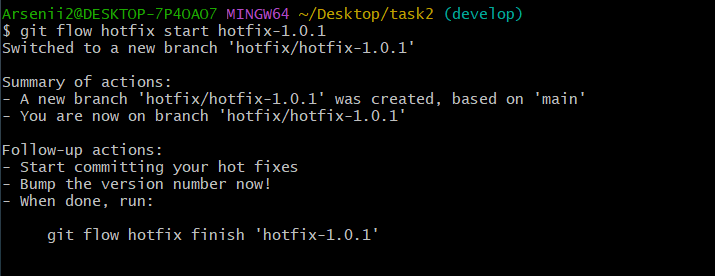 Arsenii2@DESKTOP-7P4OAO7 MINGW64 ~/Desktop/task2 (develop)
$ git flow hotfix start hotfix-1.0.1
Switched to a new branch 'hotfix/hotfix-1.0.1'
Summary of actions:
- A new branch 'hotfix/hotfix-1.0.1' was created, based on 'main'
- You are now on branch 'hotfix/hotfix-1.0.1'
Follow-up actions:
- Start committing your hot fixes
- Bump the version number now!
- When done, run:
git flow hotfix finish 'hotfix-1.0.1'